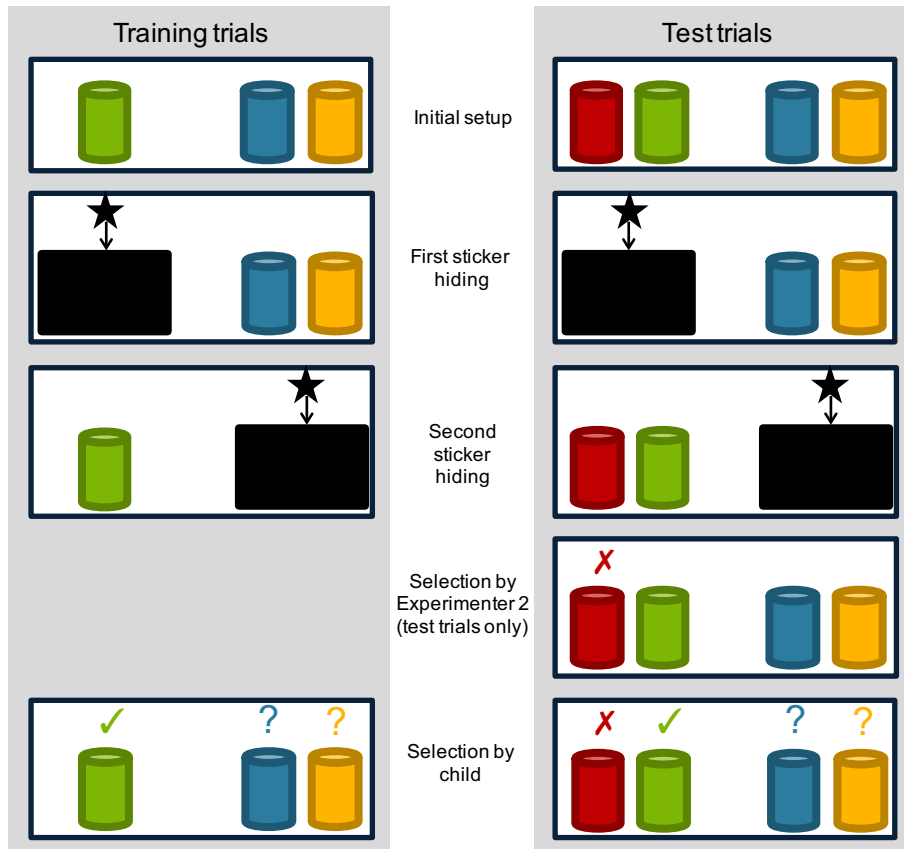 Training trials
Test trials
Initial setup
First sticker
hiding
Second
sticker
hiding
Selection by
Experimenter 2
(test trials only)
✗
Selection by
child
✓ ? ?
✗ ✓ ? ?